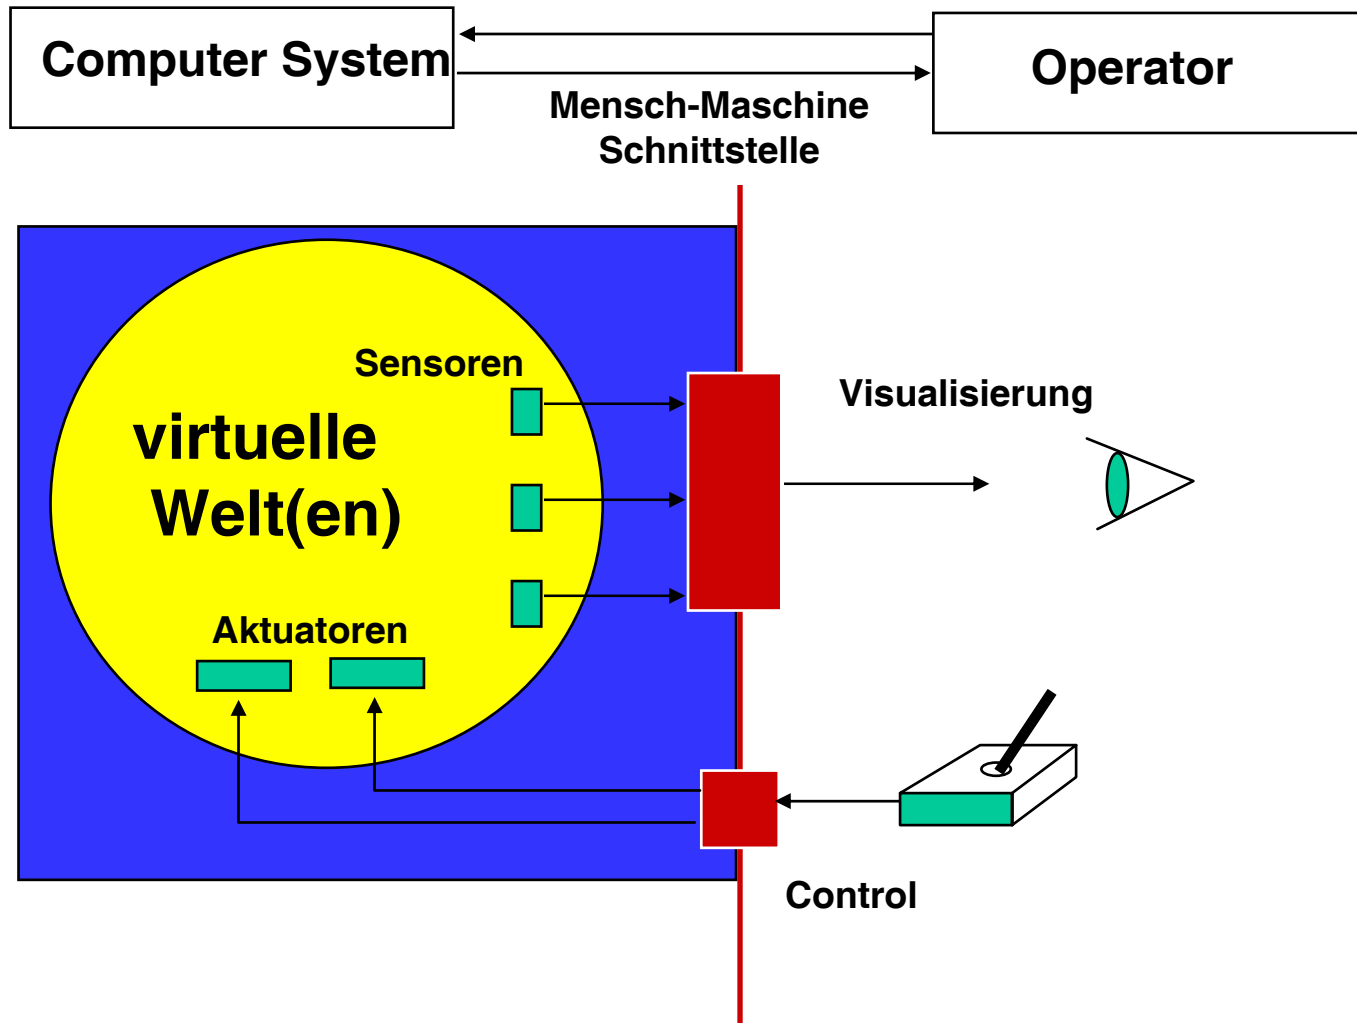 Computer System
Operator
Mensch-Maschine
Schnittstelle
Sensoren
Visualisierung
virtuelle
Welt(en)
Aktuatoren
Control